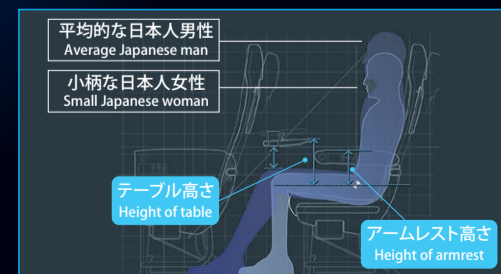 平均的な日本人男性
Average Japanese man
小柄な日本人女性
Small Japanese woman
テーブル高さ
Height of table
アームレスト高さ
Height of armrest